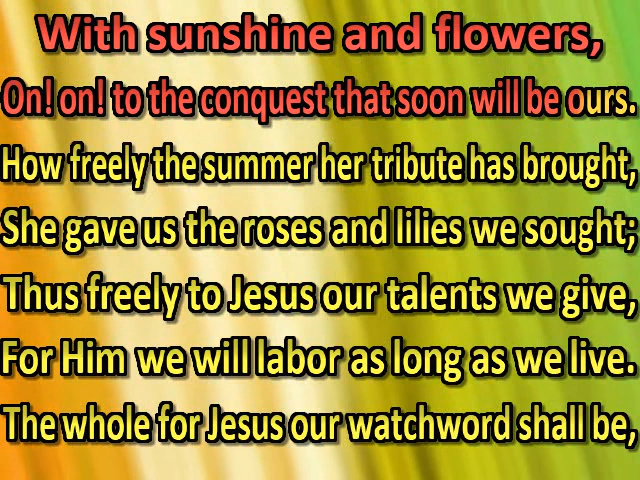 With sunshine and flowers,
On! on! to the conquest that soon will be ours.
How freely the summer her tribute has brought,
She gave us the roses and lilies we sought;
Thus freely to Jesus our talents we give,
For Him we will labor as long as we live.
The whole for Jesus our watchword shall be,